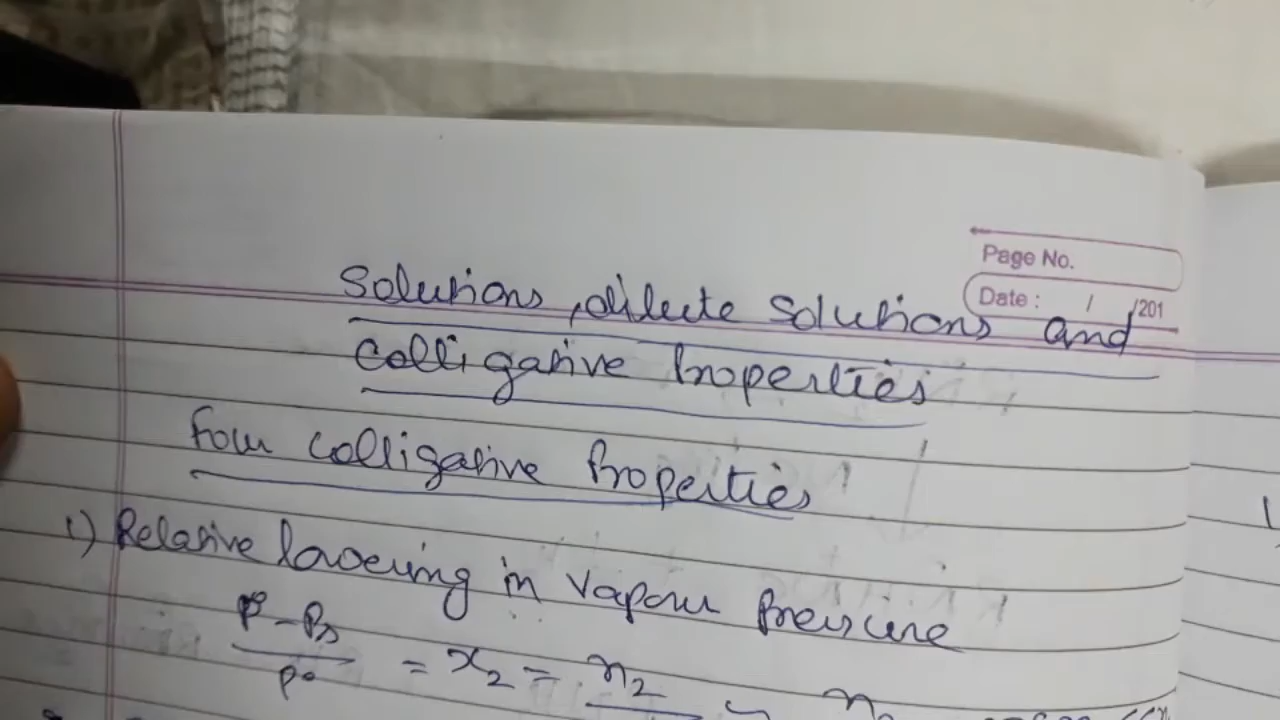 Page No.
Date : / /201
Solutions, dilute solutions and
Colligative Properties
Four Colligative Properties
1) Relative lowering in vapour Pressure
P° - Ps
P°
= x₂ = n₂